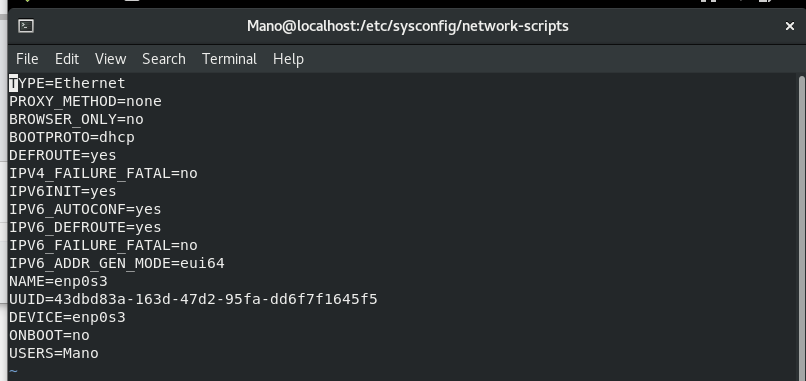 Mano@localhost:/etc/sysconfig/network-scripts
File Edit View Search Terminal Help
TYPE=Ethernet
PROXY_METHOD=none
BROWSER_ONLY=no
BOOTPROTO=dhcp
DEFROUTE=yes
IPV4_FAILURE_FATAL=no
IPV6INIT=yes
IPV6_AUTOCONF=yes
IPV6_DEFROUTE=yes
IPV6_FAILURE_FATAL=no
IPV6_ADDR_GEN_MODE=eui64
NAME=enp0s3
UUID=43dbd83a-163d-47d2-95fa-dd6f7f1645f5
DEVICE=enp0s3
ONBOOT=no
USERS=Mano
~